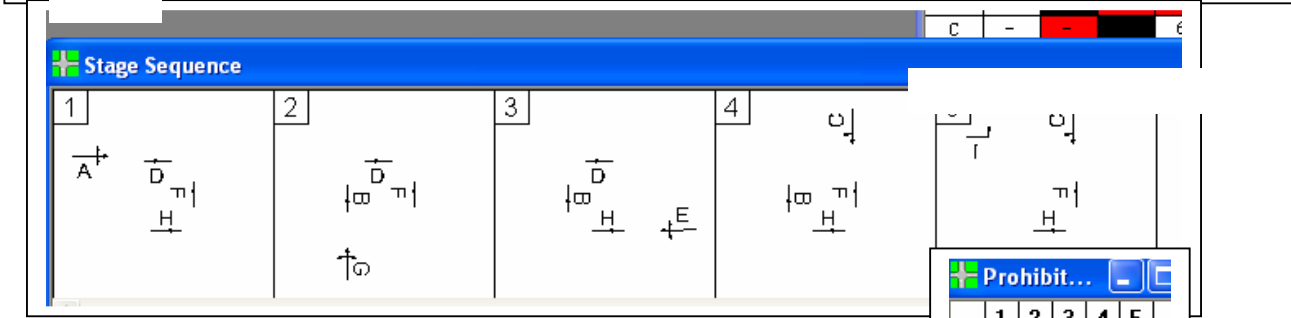 C - - 6
Stage Sequence
1 2 3 4
A D F H
D B F G
D B H E
C B F H
C F H
Prohibit...
1 2 3 4 5